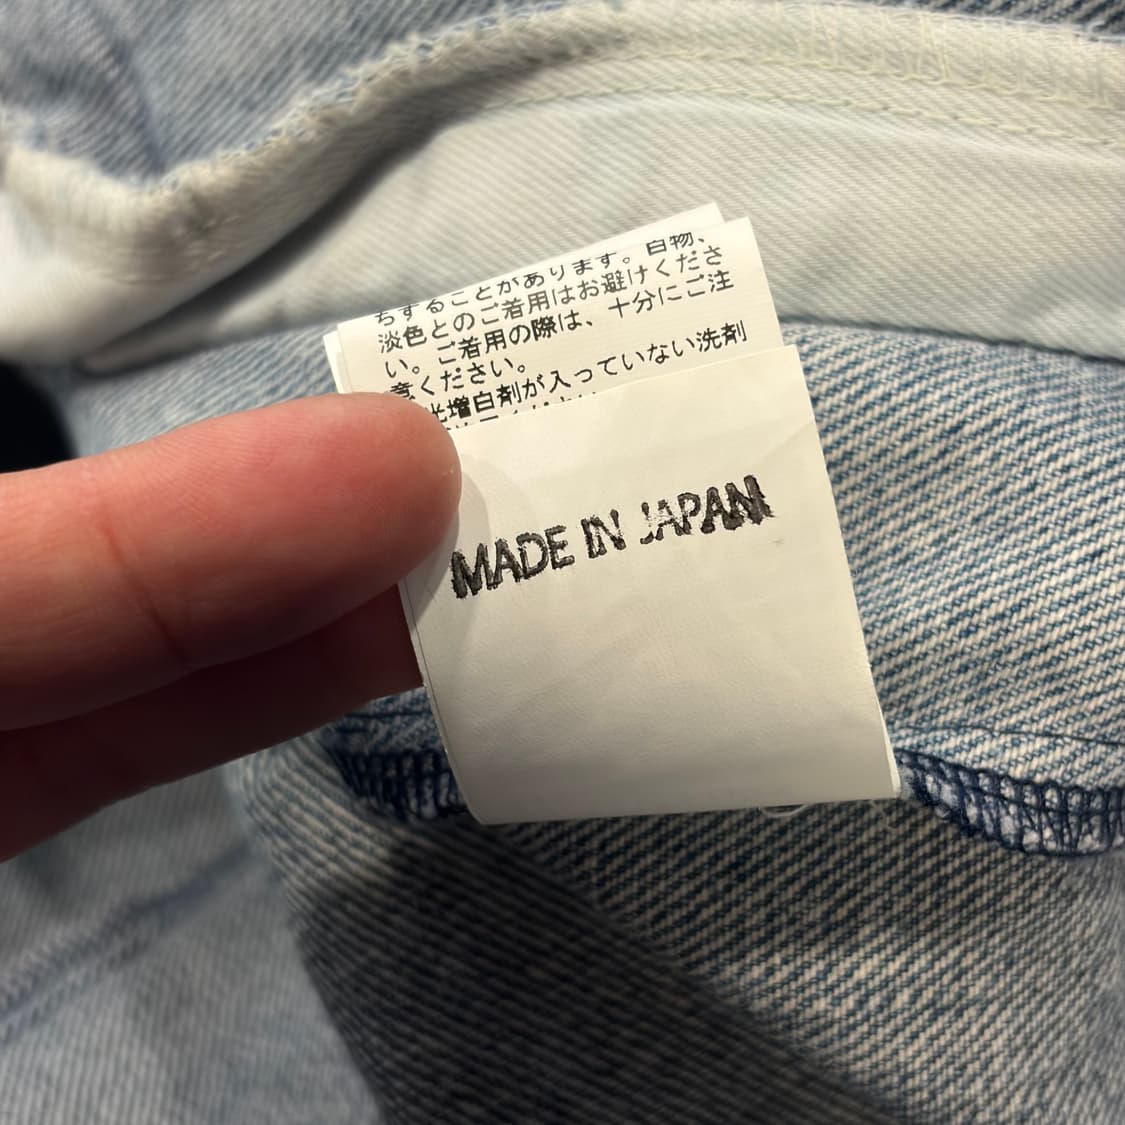 ちすることがあります。白物、
淡色とのご着用はお避けくださ
い。ご着用の際は、十分にご注
意ください。
光増白剤が入っていない洗剤
MADE IN JAPAN